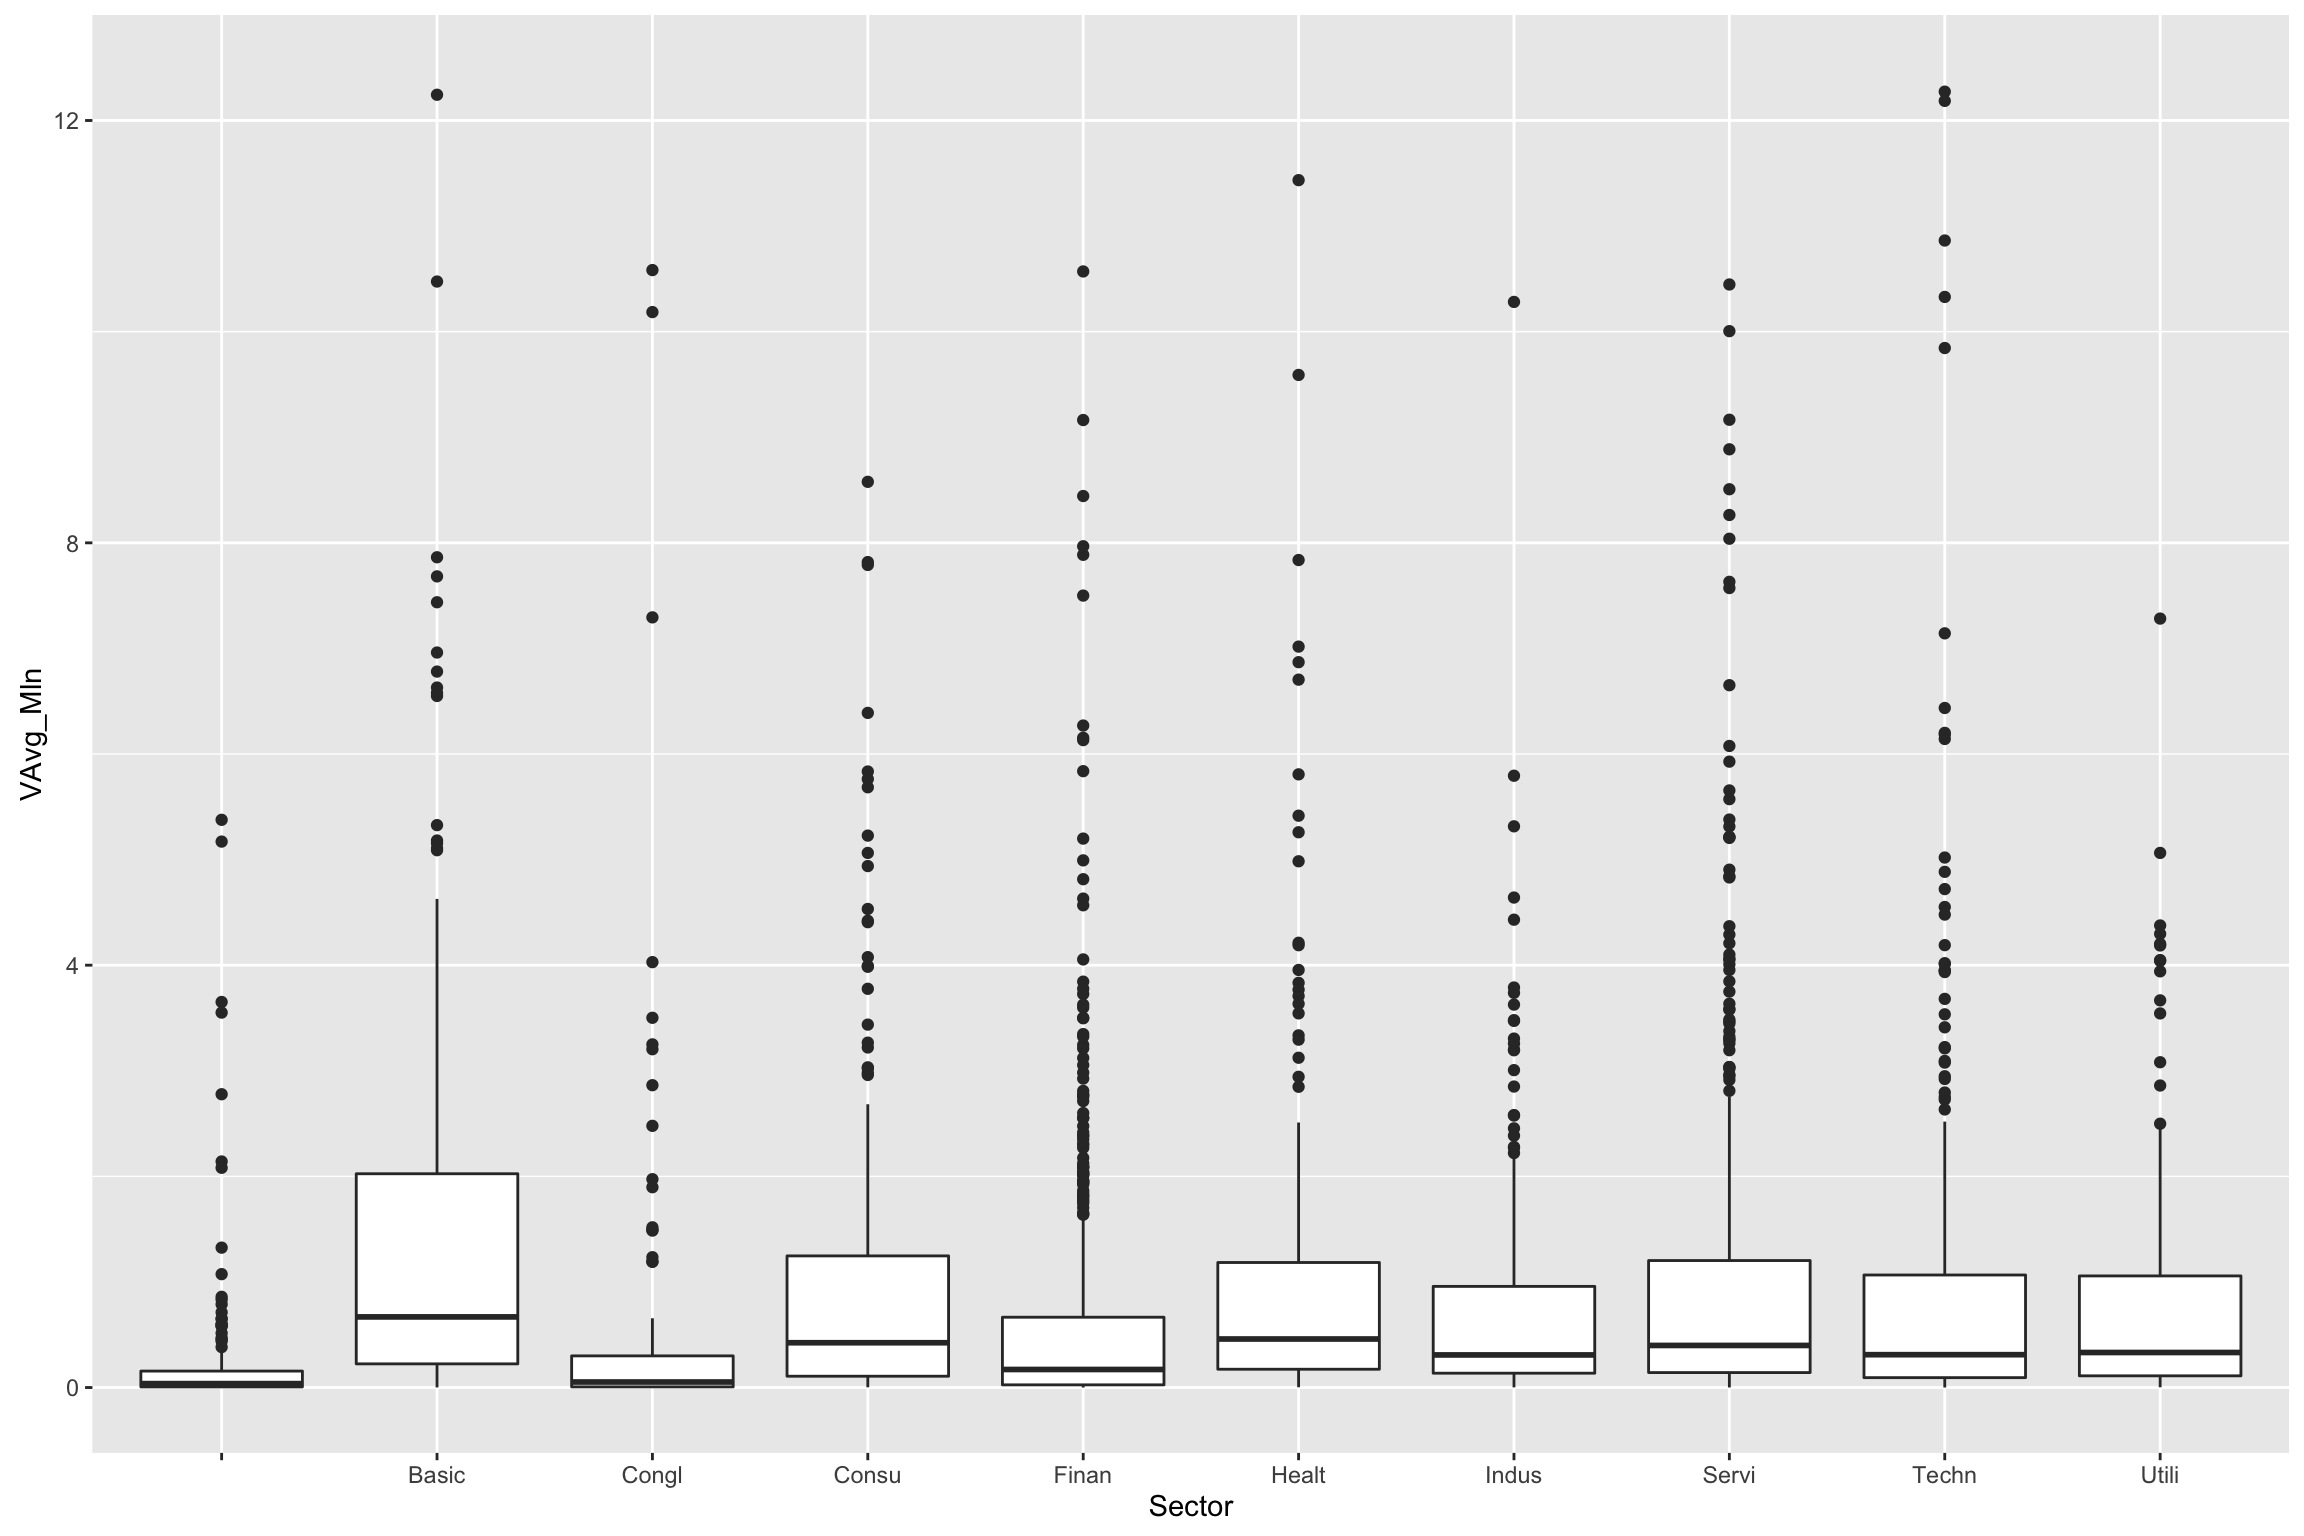 VAvg_Mln
12
8
4
0
Basic Congl Consu Finan Healt Indus Servi Techn Utili
Sector